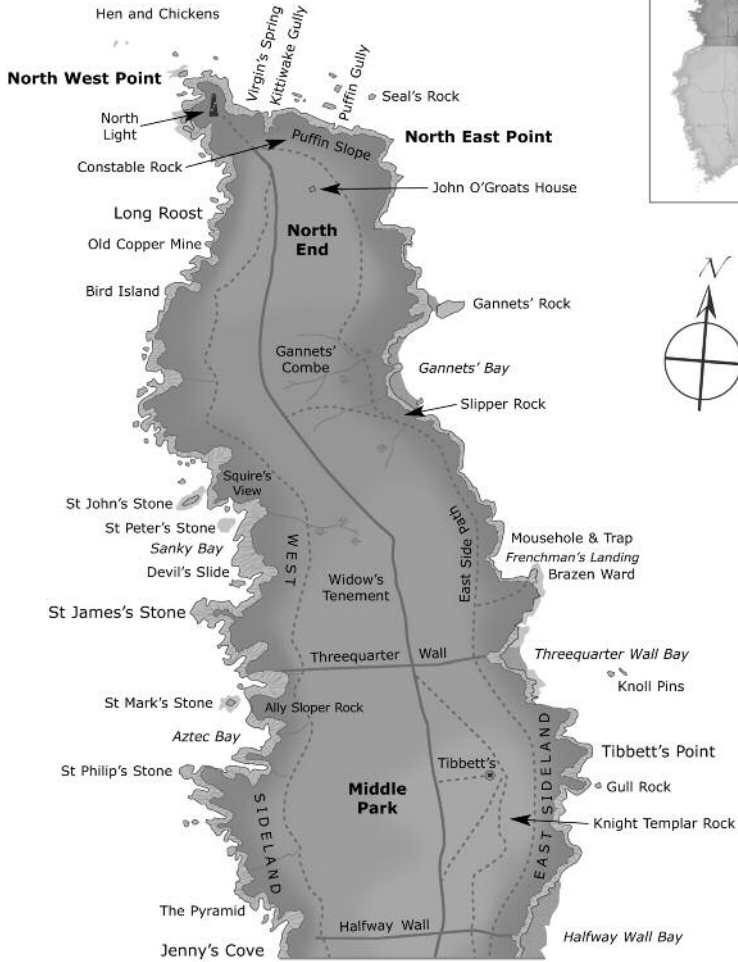 Hen and Chickens
Virgin's Spring
Kittiwake Gully
Puffin Gully
North West Point
Seal's Rock
North
Light
North East Point
Puffin Slope
Constable Rock
John O'Groats House
Long Roost
North
End
Old Copper Mine
Bird Island
Gannets' Rock
Gannets'
Combe
Gannets' Bay
Slipper Rock
Squire's
View
St John's Stone
St Peter's Stone
Sanky Bay
Devil's Slide
WEST
East Side Path
Mousehole & Trap
Frenchman's Landing
Brazen Ward
Widow's
Tenement
St James's Stone
Threequarter Wall
Threequarter Wall Bay
Knoll Pins
St Mark's Stone
Ally Sloper Rock
Aztec Bay
Tibbett's
Tibbett's Point
St Philip's Stone
Gull Rock
Middle
Park
SIDELAND
EAST SIDELAND
Knight Templar Rock
The Pyramid
Halfway Wall
Halfway Wall Bay
Jenny's Cove
N